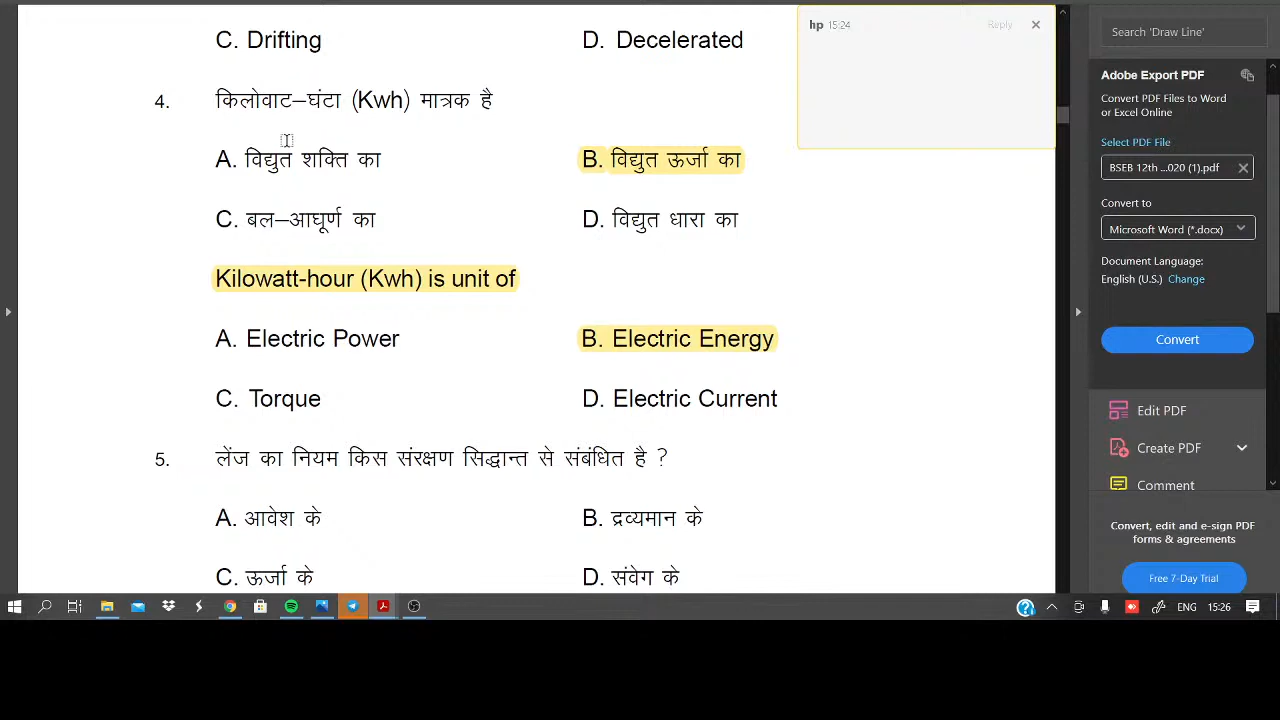 C. Drifting
D. Decelerated
4. किलोवाट–घंटा (Kwh) मात्रक है
A. विद्युत शक्ति का
B. विद्युत ऊर्जा का
C. बल–आघूर्ण का
D. विद्युत धारा का
Kilowatt-hour (Kwh) is unit of
A. Electric Power
B. Electric Energy
C. Torque
D. Electric Current
5. लेंज का नियम किस संरक्षण सिद्धान्त से संबंधित है ?
A. आवेश के
B. द्रव्यमान के
C. ऊर्जा के
D. संवेग के
hp 15:24
Reply
Search 'Draw Line'
Adobe Export PDF
Convert PDF Files to Word
or Excel Online
Select PDF File
BSEB 12th ...020 (1).pdf
Convert to
Microsoft Word (*.docx)
Document Language:
English (U.S.) Change
Convert
Edit PDF
Create PDF
Comment
Convert, edit and e-sign PDF
forms & agreements
Free 7-Day Trial
ENG 15:26